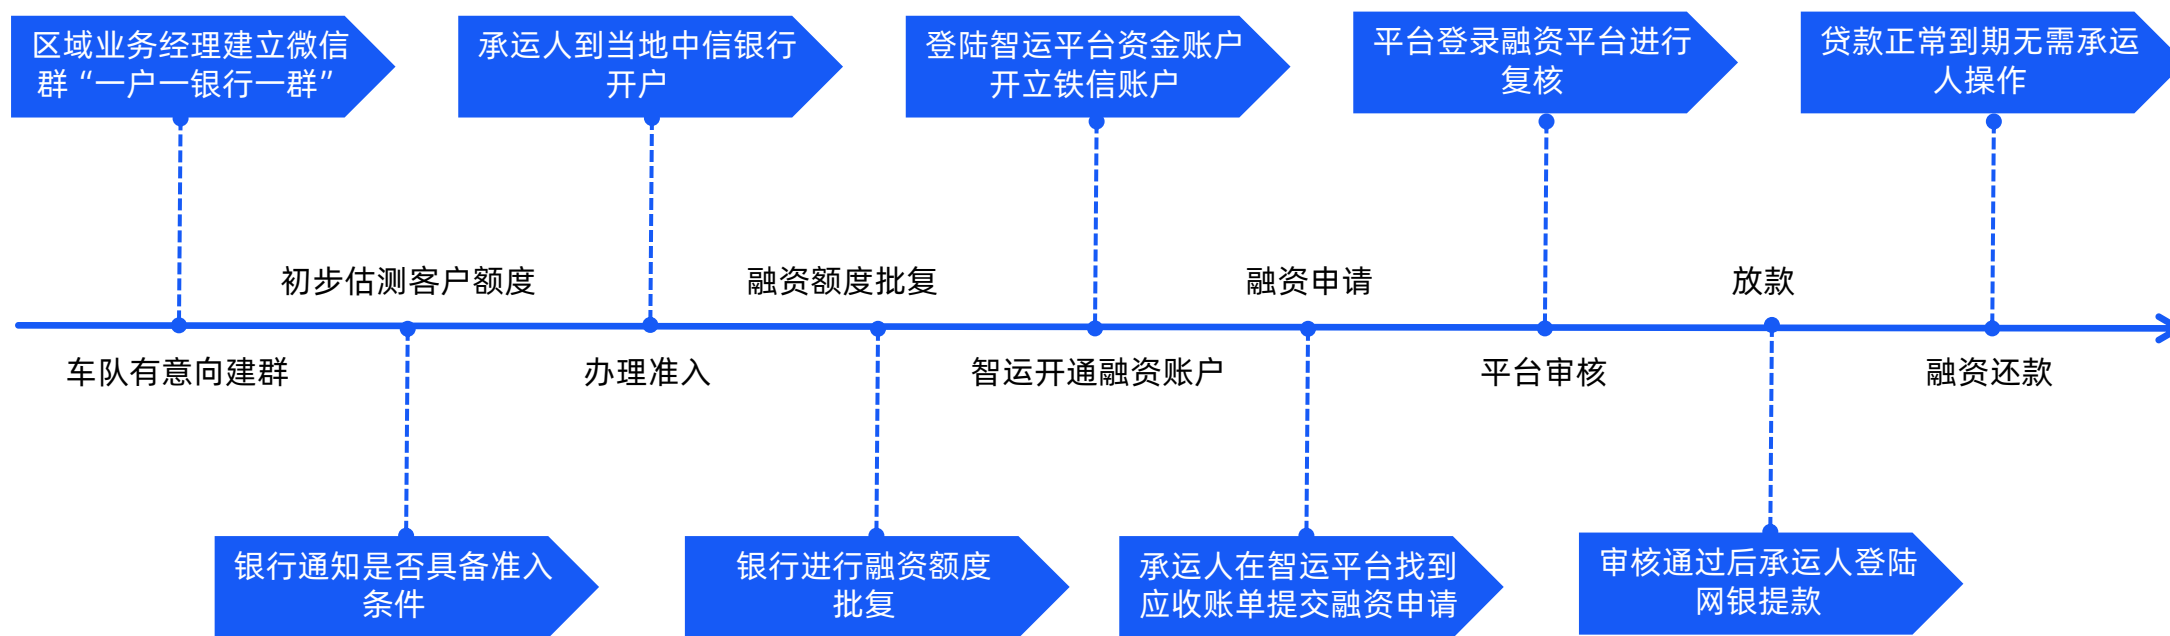 区域业务经理建立微信
群“一户一银行一群”
承运人到当地中信银行
开户
登陆智运平台资金账户
开立铁信账户
平台登录融资平台进行
复核
贷款正常到期无需承运
人操作
初步估测客户额度
融资额度批复
融资申请
放款
车队有意向建群
办理准入
智运开通融资账户
平台审核
融资还款
银行通知是否具备准入
条件
银行进行融资额度
批复
承运人在智运平台找到
应收账单提交融资申请
审核通过后承运人登陆
网银提款